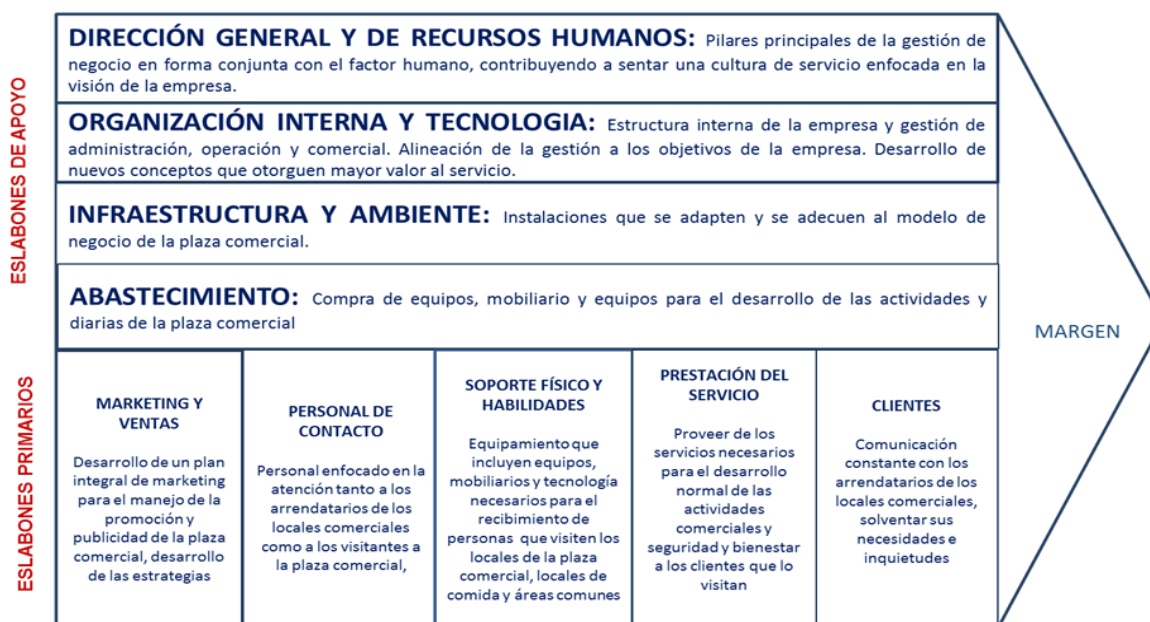 ESLABONES DE APOYO
DIRECCIÓN GENERAL Y DE RECURSOS HUMANOS: Pilares principales de la gestión de
negocio en forma conjunta con el factor humano, contribuyendo a sentar una cultura de servicio enfocada en la
visión de la empresa.
ORGANIZACIÓN INTERNA Y TECNOLOGIA: Estructura interna de la empresa y gestión de
administración, operación y comercial. Alineación de la gestión a los objetivos de la empresa. Desarrollo de
nuevos conceptos que otorguen mayor valor al servicio.
INFRAESTRUCTURA Y AMBIENTE: Instalaciones que se adapten y se adecuen al modelo de
negocio de la plaza comercial.
ABASTECIMIENTO: Compra de equipos, mobiliario y equipos para el desarrollo de las actividades y
diarias de la plaza comercial
MARGEN
ESLABONES PRIMARIOS
MARKETING Y
VENTAS
Desarrollo de un plan
integral de marketing
para el manejo de la
promoción y
publicidad de la plaza
comercial, desarrollo
de las estrategias
PERSONAL DE
CONTACTO
Personal enfocado en la
atención tanto a los
arrendatarios de los
locales comerciales
como a los visitantes a
la plaza comercial,
SOPORTE FÍSICO Y
HABILIDADES
Equipamiento que
incluyen equipos,
mobiliarios y tecnología
necesarios para el
recibimiento de
personas que visiten los
locales de la plaza
comercial, locales de
comida y áreas comunes
PRESTACIÓN DEL
SERVICIO
Proveer de los
servicios necesarios
para el desarrollo
normal de las
actividades
comerciales y
seguridad y bienestar
a los clientes que lo
visitan
CLIENTES
Comunicación
constante con los
arrendatarios de los
locales comerciales,
solventar sus
necesidades e
inquietudes